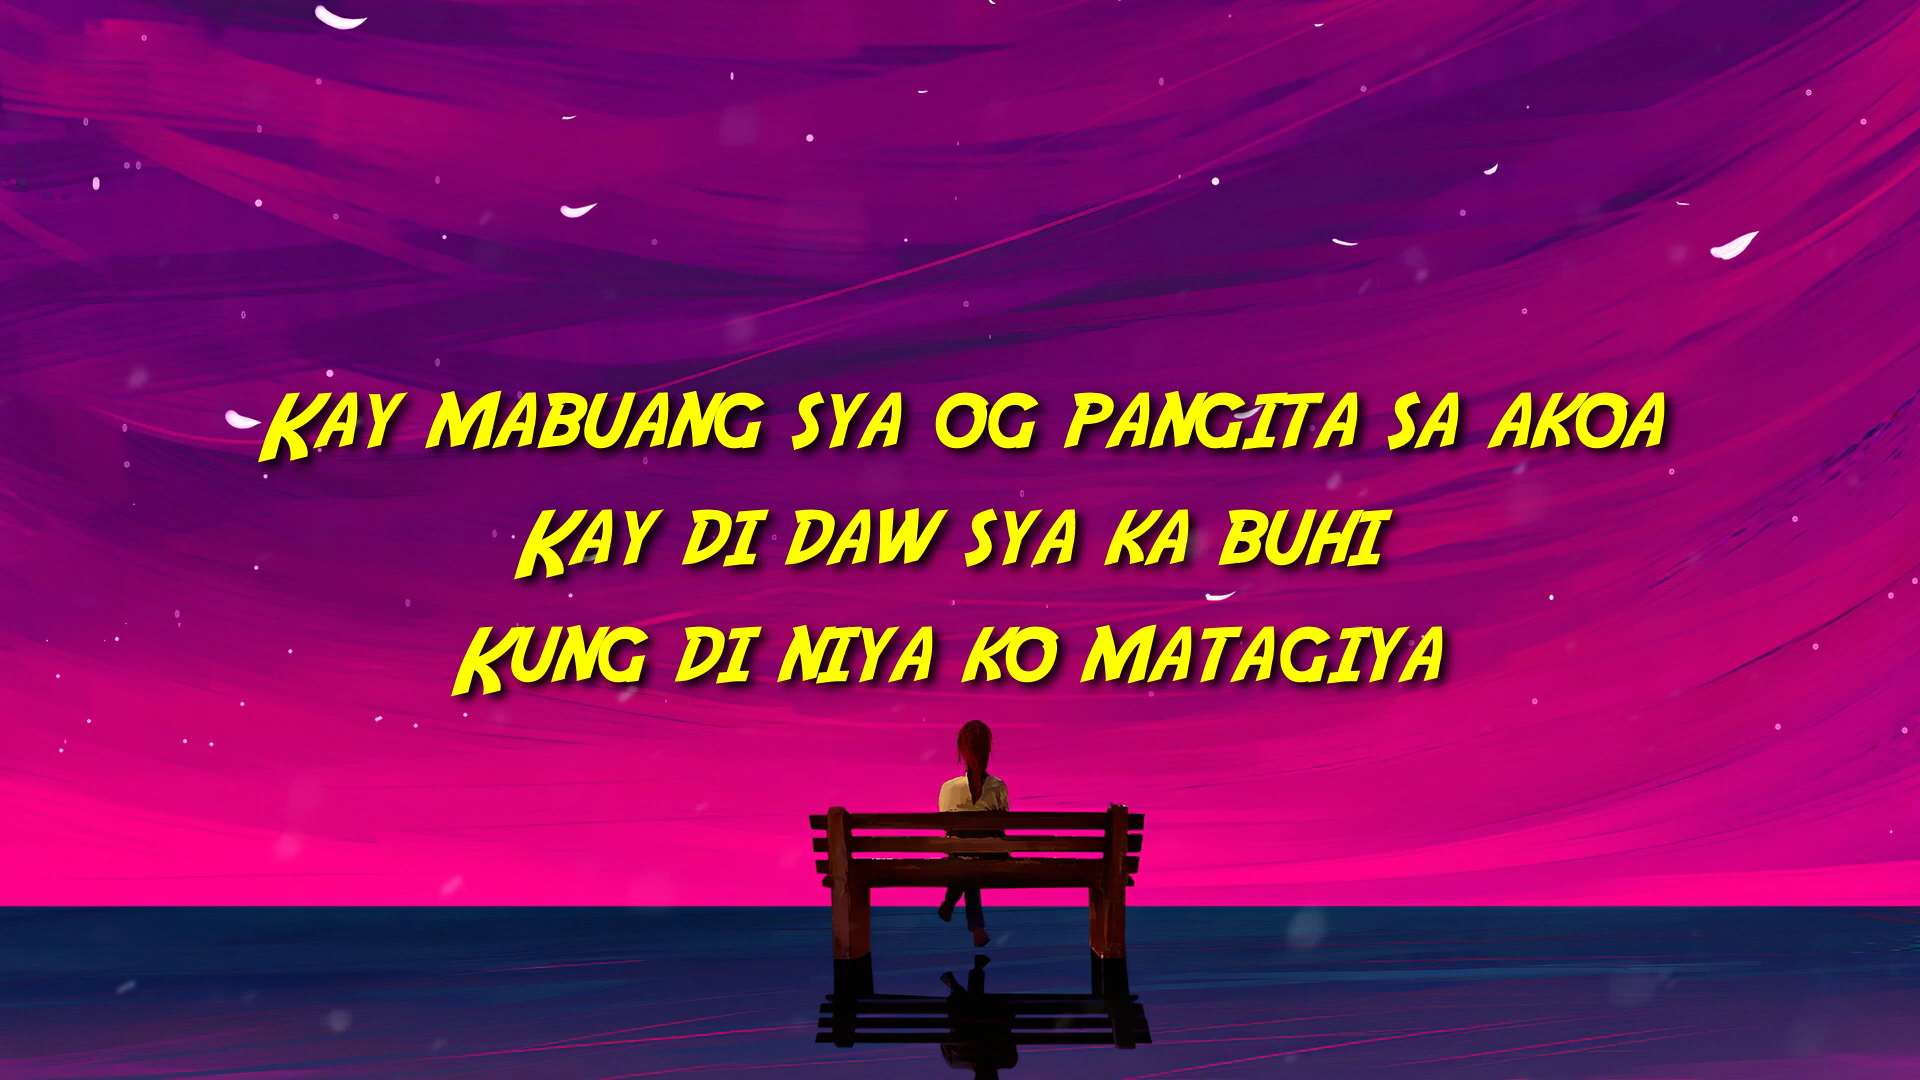 Kay mabuang sya og pangita sa akoa
Kay di daw sya ka buhi
Kung di niya ko matagiya